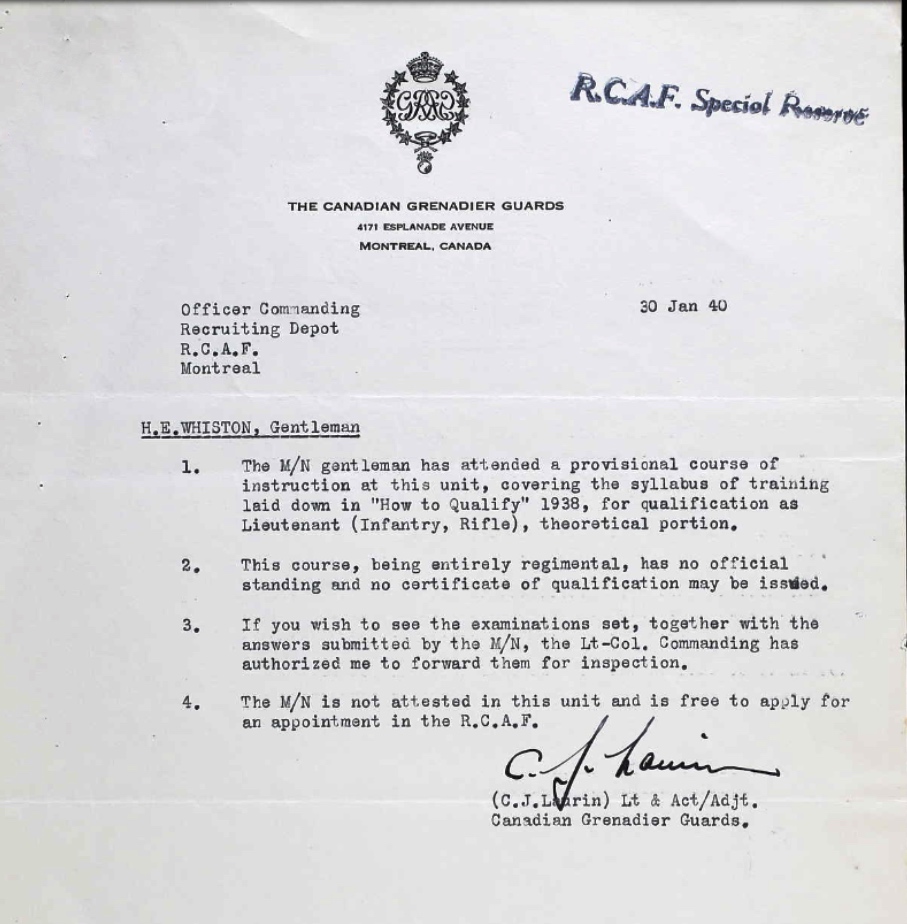 R.C.A.F. Special Reserve
THE CANADIAN GRENADIER GUARDS
4171 ESPLANADE AVENUE
MONTREAL, CANADA
Officer Commanding
30 Jan 40
Recruiting Depot
R.C.A.F.
Montreal
H.E.WHISTON, Gentleman
1. The M/N gentleman has attended a provisional course of
instruction at this unit, covering the syllabus of training
laid down in "How to Qualify" 1938, for qualification as
Lieutenant (Infantry, Rifle), theoretical portion.
2. This course, being entirely regimental, has no official
standing and no certificate of qualification may be issued.
3. If you wish to see the examinations set, together with the
answers submitted by the M/N, the Lt-Col. Commanding has
authorized me to forward them for inspection.
4. The M/N is not attested in this unit and is free to apply for
an appointment in the R.C.A.F.
C. J. Laurin
(C.J.Laurin) Lt & Act/Adjt.
Canadian Grenadier Guards.